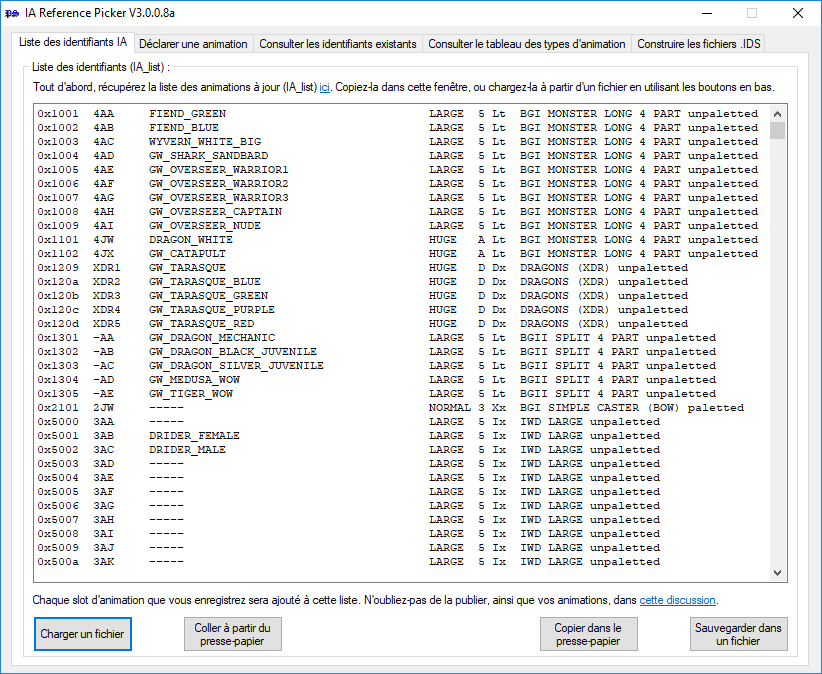 IA Reference Picker V3.0.0.8a
Liste des identifiants IA Déclarer une animation Consulter les identifiants existants Consulter le tableau des types d'animation Construire les fichiers .IDS
Liste des identifiants (IA_list) :
Tout d'abord, récupérez la liste des animations à jour (IA_list) ici. Copiez-la dans cette fenêtre, ou chargez-la à partir d'un fichier en utilisant les boutons en bas.
0x1001 4AA FIEND_GREEN LARGE 5 Lt BGI MONSTER LONG 4 PART unpaletted
0x1002 4AB FIEND_BLUE LARGE 5 Lt BGI MONSTER LONG 4 PART unpaletted
0x1003 4AC WYVERN_WHITE_BIG LARGE 5 Lt BGI MONSTER LONG 4 PART unpaletted
0x1004 4AD GW_SHARK_SANDBARD LARGE 5 Lt BGI MONSTER LONG 4 PART unpaletted
0x1005 4AE GW_OVERSEER_WARRIOR1 LARGE 5 Lt BGI MONSTER LONG 4 PART unpaletted
0x1006 4AF GW_OVERSEER_WARRIOR2 LARGE 5 Lt BGI MONSTER LONG 4 PART unpaletted
0x1007 4AG GW_OVERSEER_WARRIOR3 LARGE 5 Lt BGI MONSTER LONG 4 PART unpaletted
0x1008 4AH GW_OVERSEER_CAPTAIN LARGE 5 Lt BGI MONSTER LONG 4 PART unpaletted
0x1009 4AI GW_OVERSEER_NUDE LARGE 5 Lt BGI MONSTER LONG 4 PART unpaletted
0x1101 4JW DRAGON_WHITE HUGE A Lt BGI MONSTER LONG 4 PART unpaletted
0x1102 4JX GW_CATAPULT HUGE A Lt BGI MONSTER LONG 4 PART unpaletted
0x1209 XDR1 GW_TARASQUE HUGE D Dx DRAGONS (XDR) unpaletted
0x120a XDR2 GW_TARASQUE_BLUE HUGE D Dx DRAGONS (XDR) unpaletted
0x120b XDR3 GW_TARASQUE_GREEN HUGE D Dx DRAGONS (XDR) unpaletted
0x120c XDR4 GW_TARASQUE_PURPLE HUGE D Dx DRAGONS (XDR) unpaletted
0x120d XDR5 GW_TARASQUE_RED HUGE D Dx DRAGONS (XDR) unpaletted
0x1301 -AA GW_DRAGON_MECHANIC LARGE 5 Lt BGII SPLIT 4 PART unpaletted
0x1302 -AB GW_DRAGON_BLACK_JUVENILE LARGE 5 Lt BGII SPLIT 4 PART unpaletted
0x1303 -AC GW_DRAGON_SILVER_JUVENILE LARGE 5 Lt BGII SPLIT 4 PART unpaletted
0x1304 -AD GW_MEDUSA_WOW LARGE 5 Lt BGII SPLIT 4 PART unpaletted
0x1305 -AE GW_TIGER_WOW LARGE 5 Lt BGII SPLIT 4 PART unpaletted
0x2101 2JW ----- NORMAL 3 Xx BGI SIMPLE CASTER (BOW) paletted
0x5000 3AA ----- LARGE 5 Ix IWD LARGE unpaletted
0x5001 3AB DRIDER_FEMALE LARGE 5 Ix IWD LARGE unpaletted
0x5002 3AC DRIDER_MALE LARGE 5 Ix IWD LARGE unpaletted
0x5003 3AD ----- LARGE 5 Ix IWD LARGE unpaletted
0x5004 3AE ----- LARGE 5 Ix IWD LARGE unpaletted
0x5005 3AF ----- LARGE 5 Ix IWD LARGE unpaletted
0x5006 3AG ----- LARGE 5 Ix IWD LARGE unpaletted
0x5007 3AH ----- LARGE 5 Ix IWD LARGE unpaletted
0x5008 3AI ----- LARGE 5 Ix IWD LARGE unpaletted
0x5009 3AJ ----- LARGE 5 Ix IWD LARGE unpaletted
0x500a 3AK ----- LARGE 5 Ix IWD LARGE unpaletted
Chaque slot d'animation que vous enregistrez sera ajouté à cette liste. N'oubliez-pas de la publier, ainsi que vos animations, dans cette discussion.
Charger un fichier
Coller à partir du
presse-papier
Copier dans le
presse-papier
Sauvegarder dans
un fichier